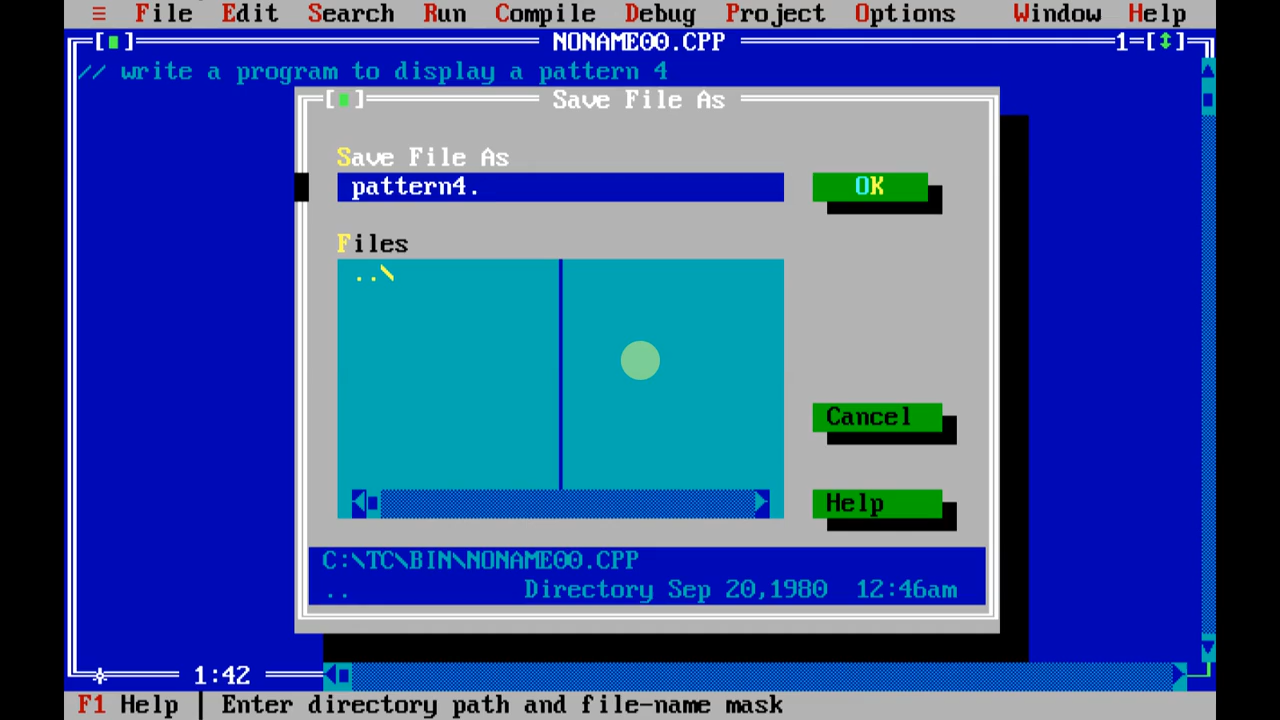 ≡ File Edit Search Run Compile Debug Project Options Window Help
[■] NONAME00.CPP 1=[↕]
// write a program to display a pattern 4
[■] Save File As
Save File As
pattern4.
OK
Files
..\
Cancel
Help
C:\TC\BIN\NONAME00.CPP
.. Directory Sep 20,1980 12:46am
1:42
F1 Help │ Enter directory path and file-name mask